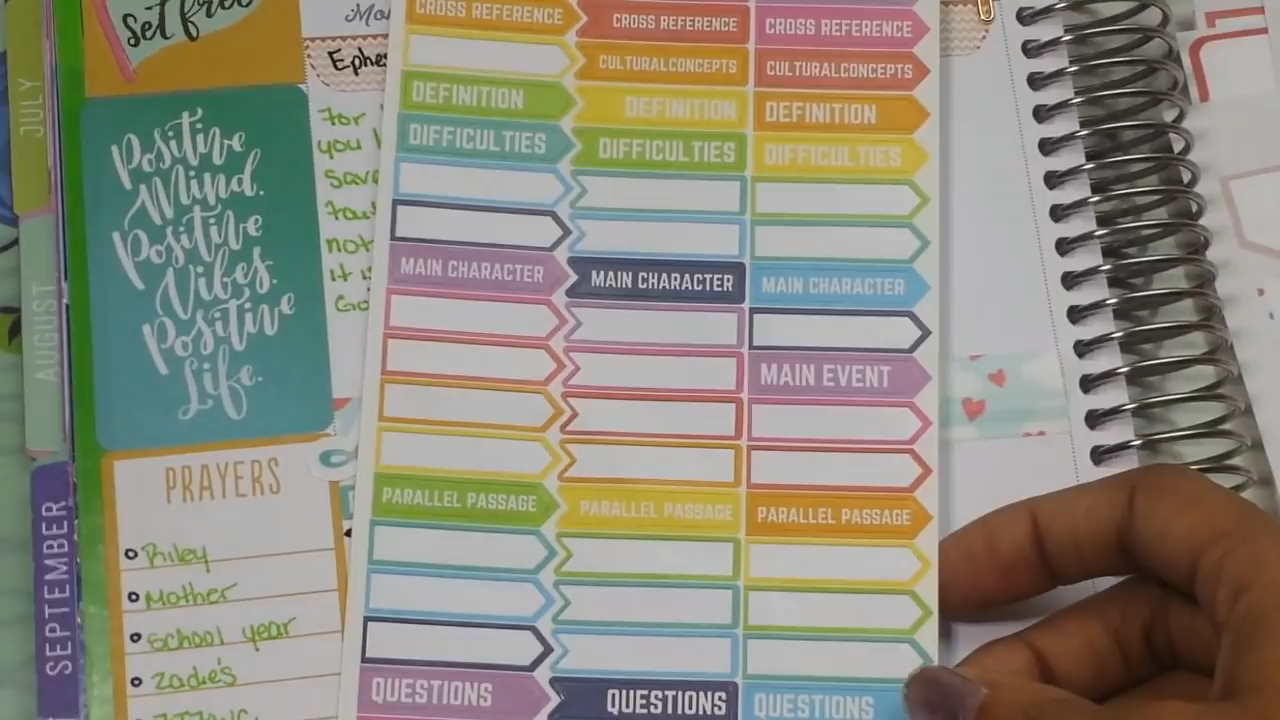 set free
Mon
Ephe
JULY
AUGUST
SEPTEMBER
Positive
Mind.
Positive
Vibes.
Positive
Life.
For
you
save
not
it is
PRAYERS
Riley
Mother
School year
Zadie's
CROSS REFERENCE CROSS REFERENCE CROSS REFERENCE
CULTURALCONCEPTS CULTURALCONCEPTS
DEFINITION DEFINITION DEFINITION
DIFFICULTIES DIFFICULTIES DIFFICULTIES
MAIN CHARACTER MAIN CHARACTER MAIN CHARACTER
MAIN EVENT
PARALLEL PASSAGE PARALLEL PASSAGE PARALLEL PASSAGE
QUESTIONS QUESTIONS QUESTIONS